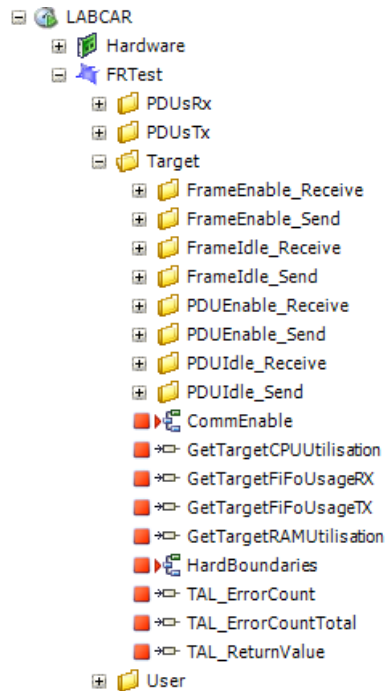 LABCAR
Hardware
FRTest
PDUsRx
PDUsTx
Target
FrameEnable_Receive
FrameEnable_Send
FrameIdle_Receive
FrameIdle_Send
PDUEnable_Receive
PDUEnable_Send
PDUIdle_Receive
PDUIdle_Send
CommEnable
GetTargetCPUUtilisation
GetTargetFiFoUsageRX
GetTargetFiFoUsageTX
GetTargetRAMUtilisation
HardBoundaries
TAL_ErrorCount
TAL_ErrorCountTotal
TAL_ReturnValue
User